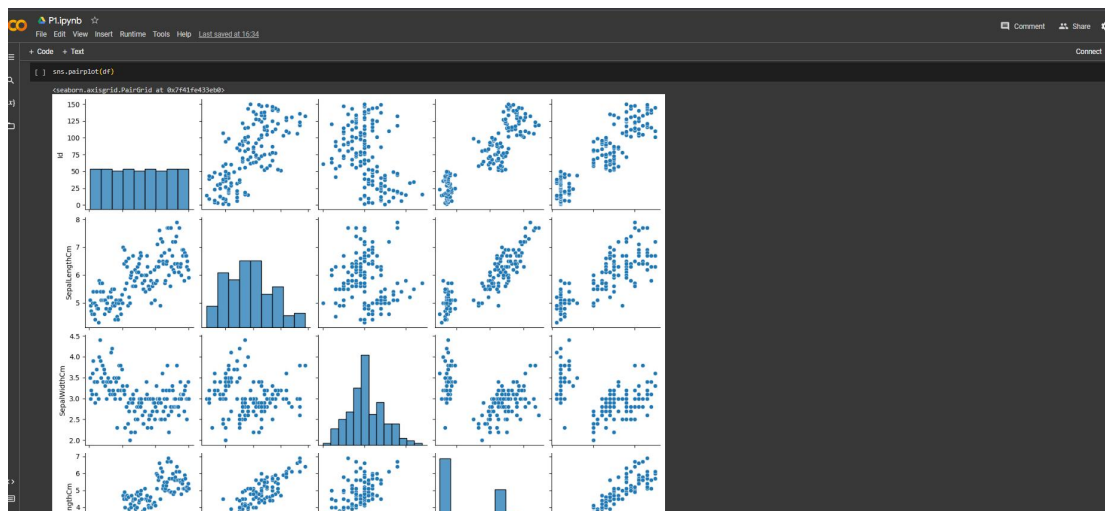 P1.ipynb
File Edit View Insert Runtime Tools Help Last saved at 16:34
Comment Share
+ Code + Text
Connect
[ ] sns.pairplot(df)
<seaborn.axisgrid.PairGrid at 0x7f41fe433eb0>
150
125
100
75
50
25
0
Id
8
7
6
5
SepalLengthCm
4.5
4.0
3.5
3.0
2.5
2.0
SepalWidthCm
7
6
5
4
ngthCm